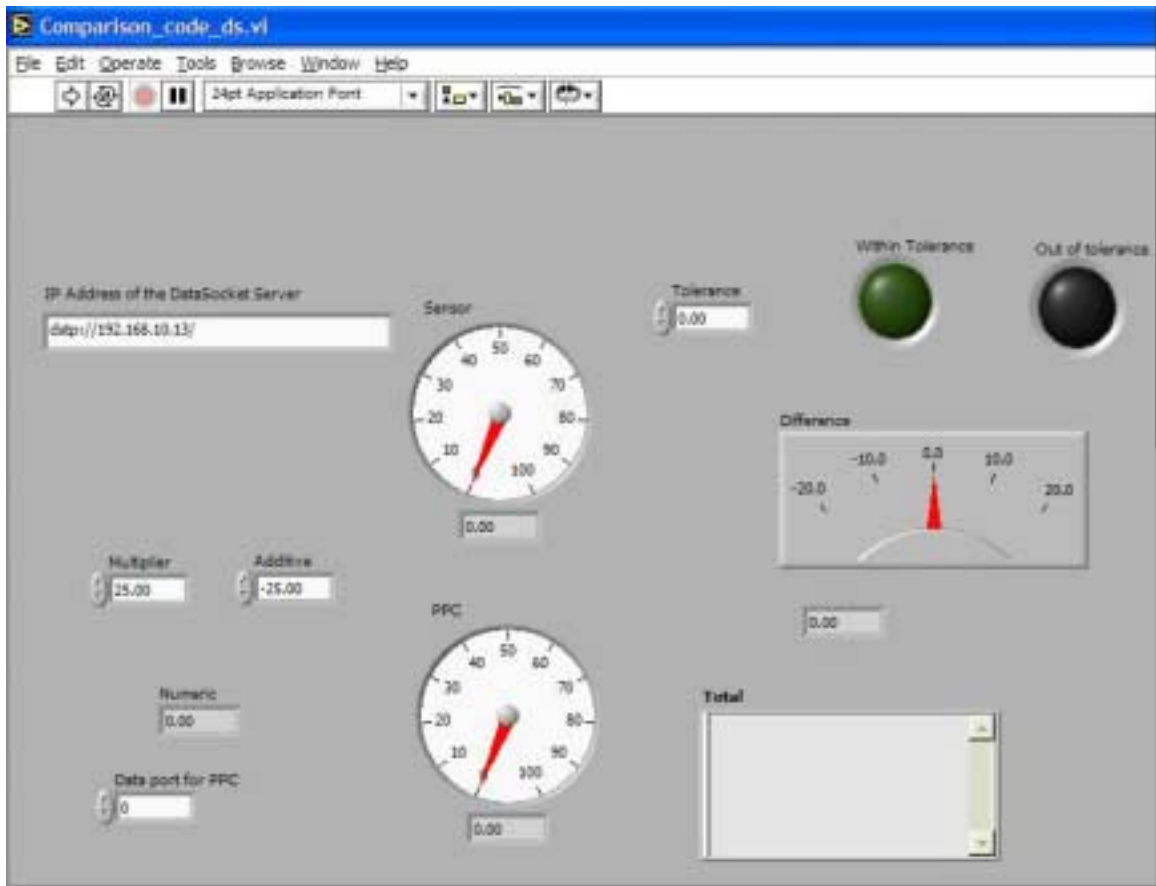 Comparison_code_ds.vi
File Edit Operate Tools Browse Window Help
24pt Application Font
Within Tolerance
Out of tolerance
IP Address of the DataSocket Server
dstp://192.168.10.13/
Sensor
Tolerance
0.00
50
40 60
30 70
20 80
10 90
100
0.00
Difference
-20.0 -10.0 0.0 10.0 20.0
0.00
Multiplier
25.00
Additive
-25.00
PPC
50
40 60
30 70
20 80
10 90
100
0.00
Numeric
0.00
Data port for PPC
0
Total